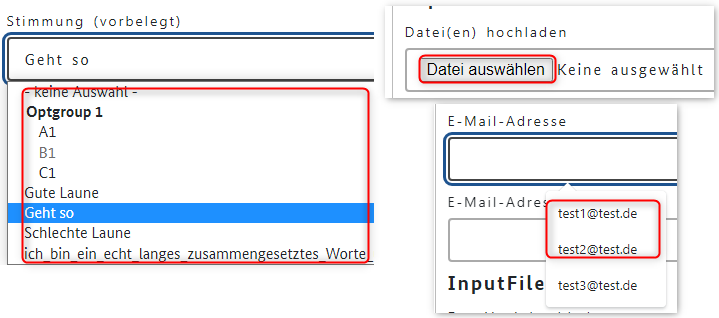 Stimmung (vorbelegt)
Geht so
- keine Auswahl -
Optgroup 1
A1
B1
C1
Gute Laune
Geht so
Schlechte Laune
ich_bin_ein_echt_langes_zusammengesetztes_Worte_
Datei(en) hochladen
Datei auswählen Keine ausgewählt
E-Mail-Adresse
E-Mail-Adres
test1@test.de
test2@test.de
InputFile
test3@test.de